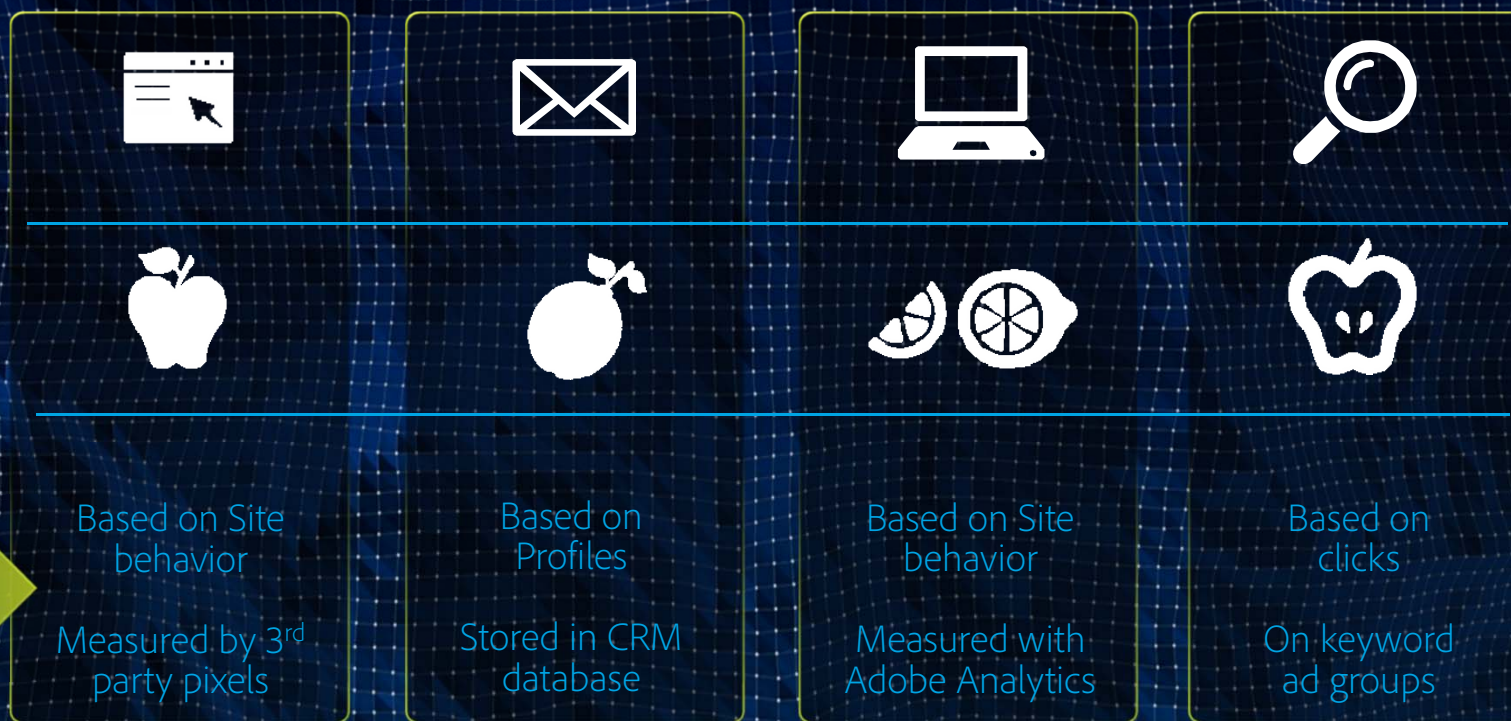 Based on Site
behavior
Measured by 3rd
party pixels
Based on
Profiles
Stored in CRM
database
Based on Site
behavior
Measured with
Adobe Analytics
Based on
clicks
On keyword
ad groups